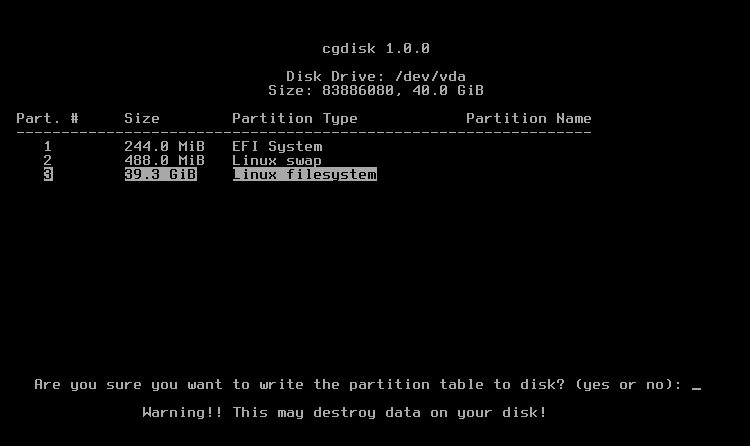 cgdisk 1.0.0
Disk Drive: /dev/vda
Size: 83886080, 40.0 GiB
Part. # Size Partition Type Partition Name
----------------------------------------------------------------
1 244.0 MiB EFI System
2 488.0 MiB Linux swap
3 39.3 GiB Linux filesystem
Are you sure you want to write the partition table to disk? (yes or no): _
Warning!! This may destroy data on your disk!